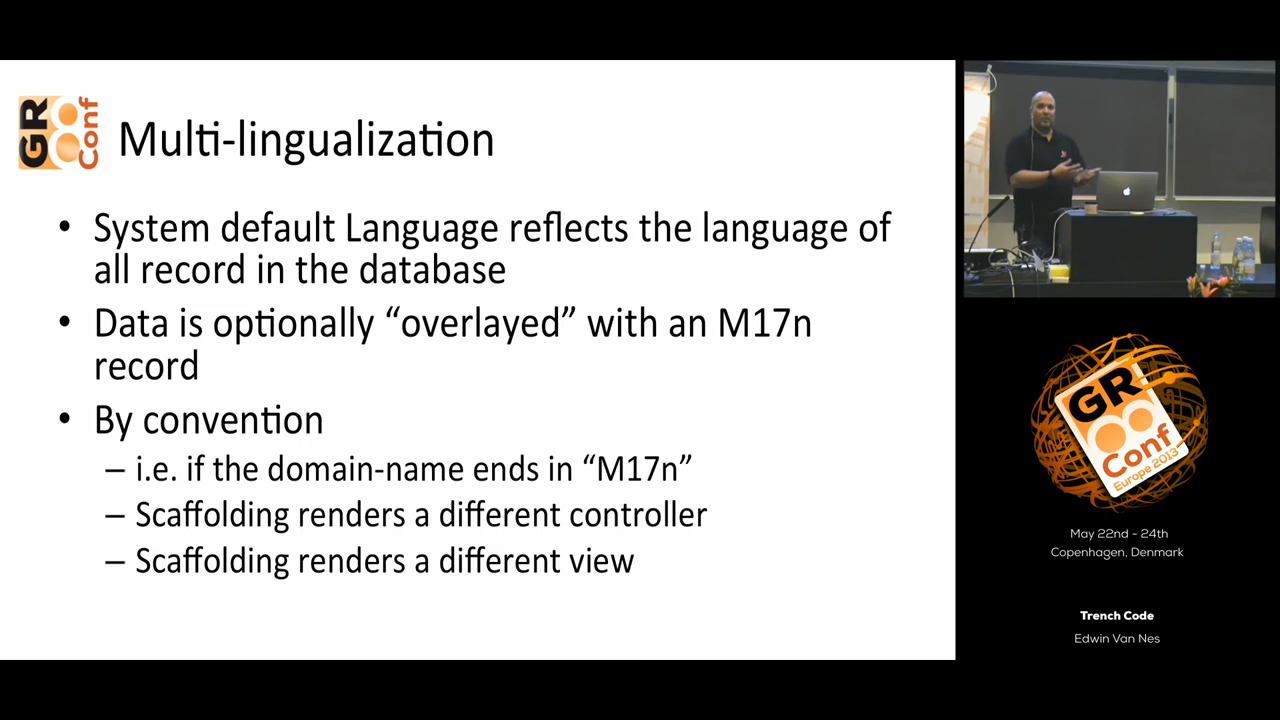 GR8 Conf
Multi-lingualization
• System default Language reflects the language of
all record in the database
• Data is optionally “overlayed” with an M17n
record
• By convention
– i.e. if the domain-name ends in “M17n”
– Scaffolding renders a different controller
– Scaffolding renders a different view
GR8
Conf
Europe 2013
May 22nd - 24th
Copenhagen, Denmark
Trench Code
Edwin Van Nes